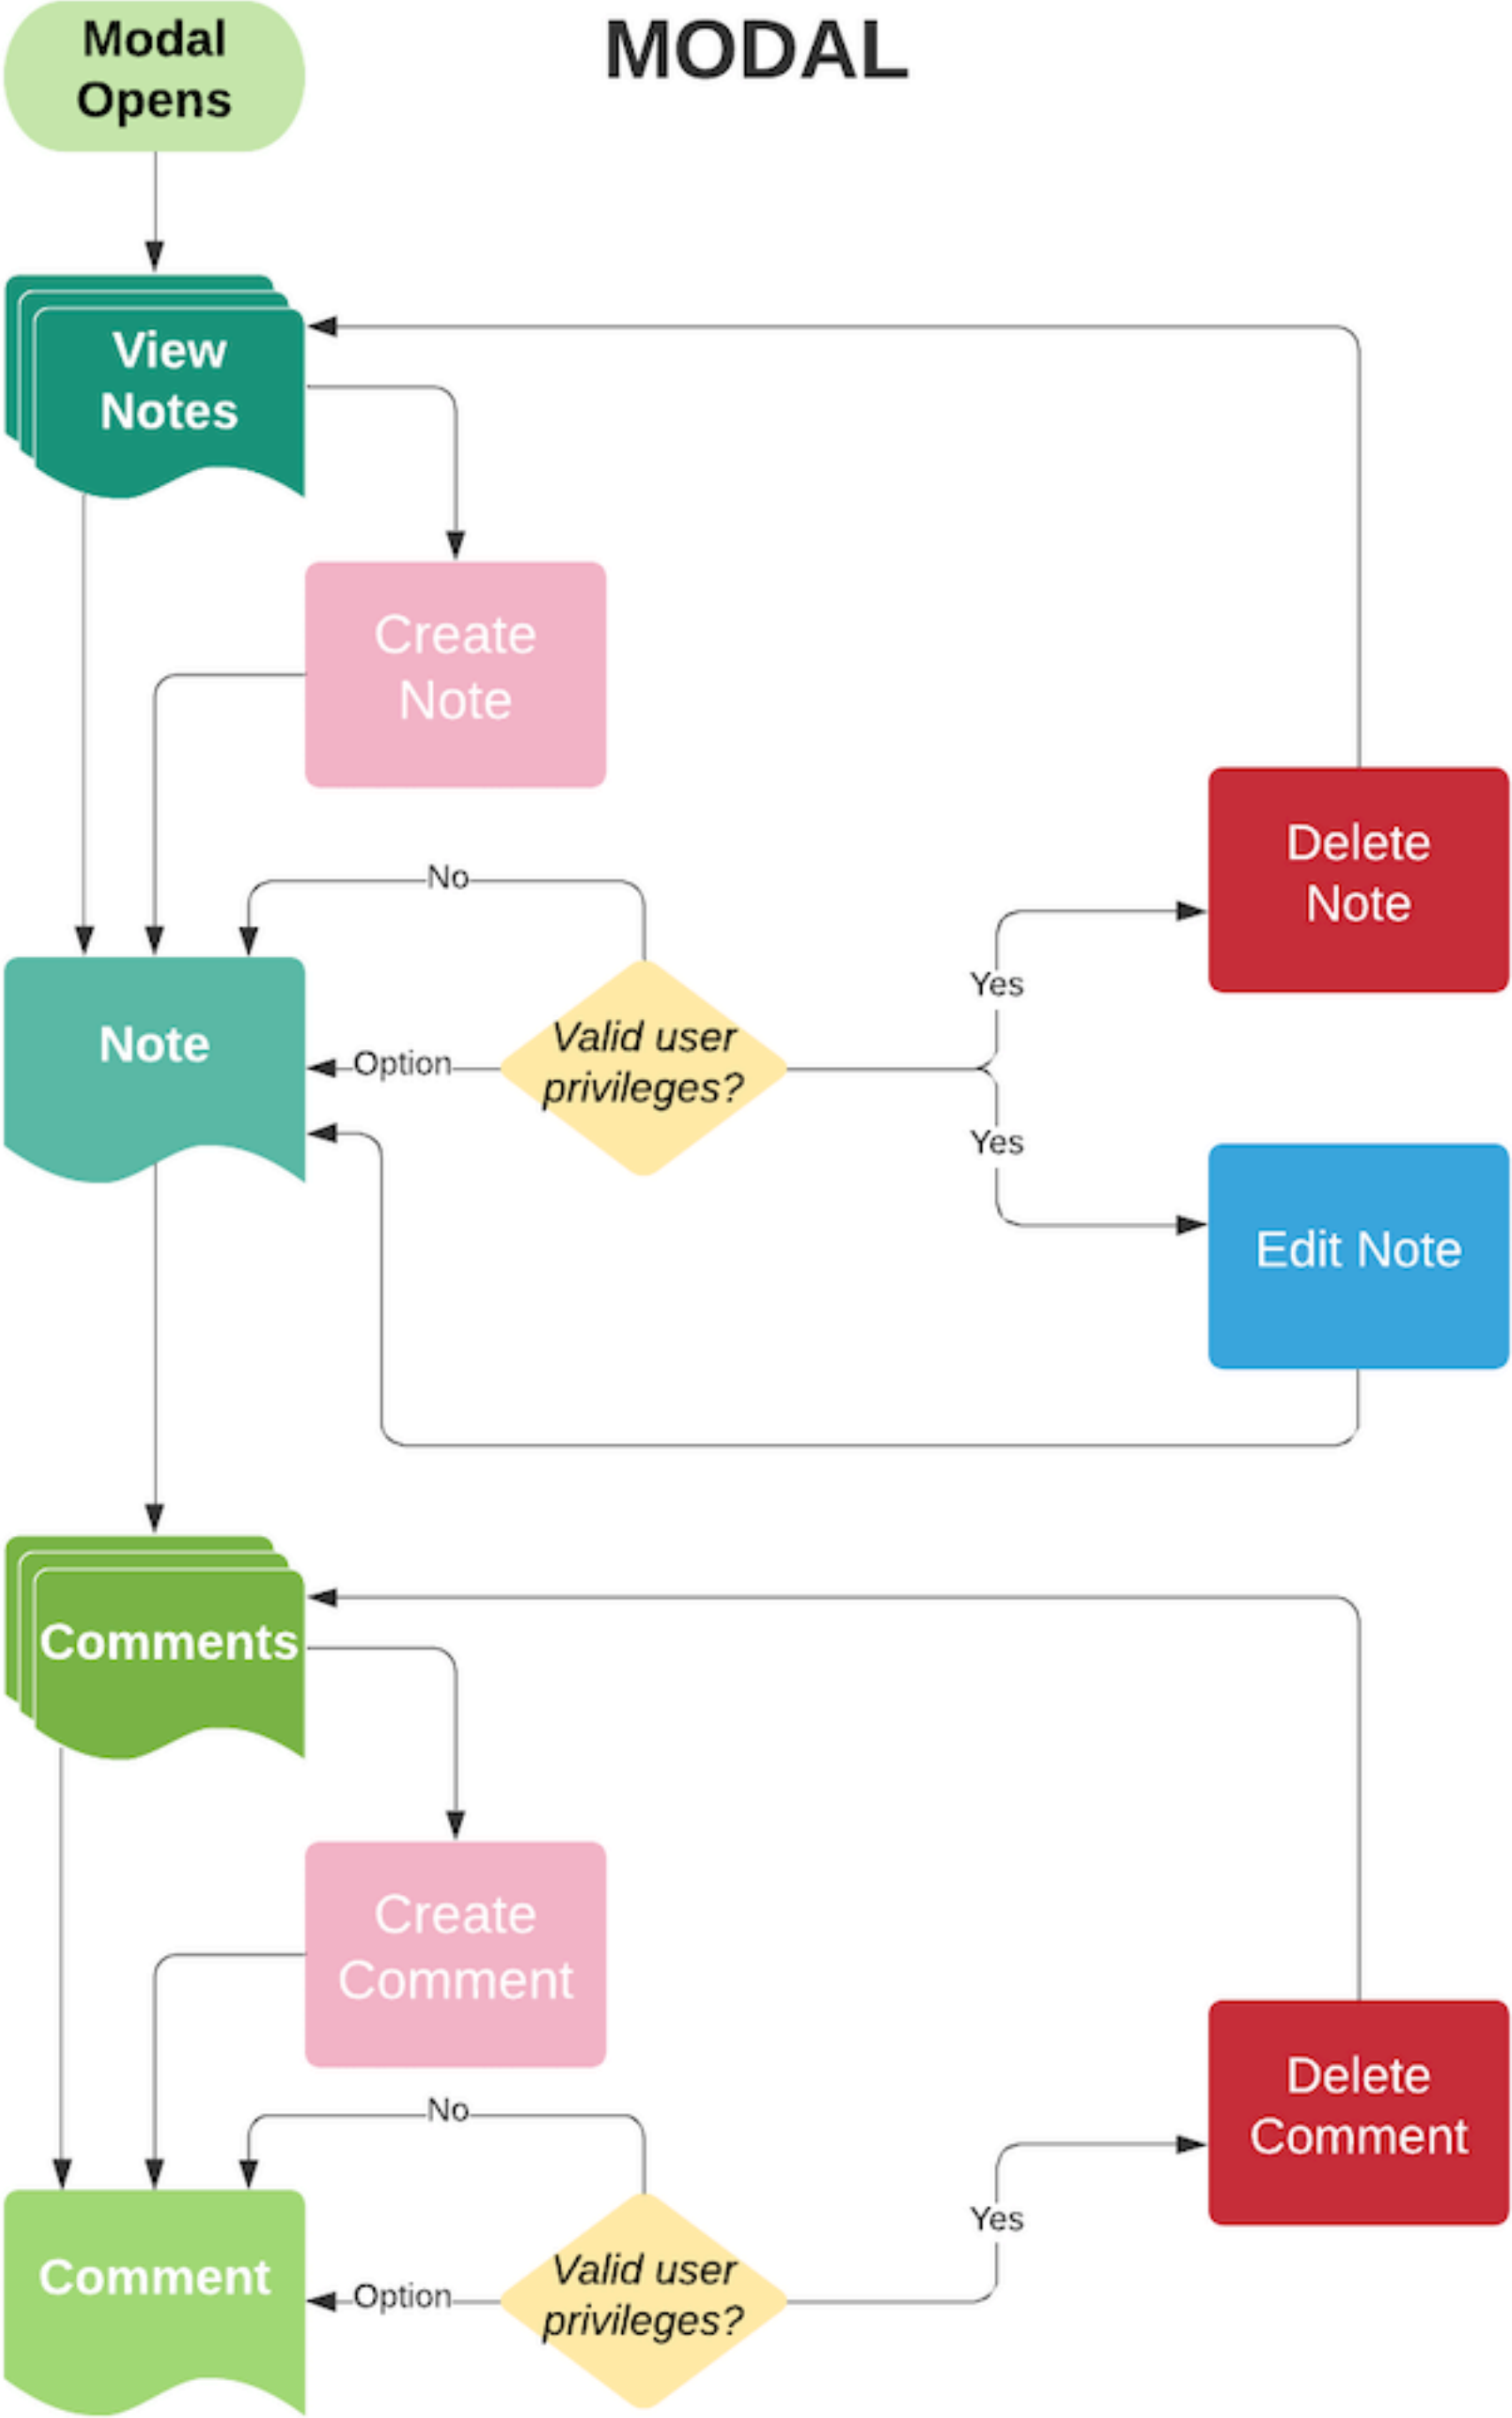 MODAL
Modal
Opens
View
Notes
Create
Note
Delete
Note
No
Yes
Note
Option
Valid user
privileges?
Yes
Edit Note
Comments
Create
Comment
Delete
Comment
No
Yes
Comment
Option
Valid user
privileges?